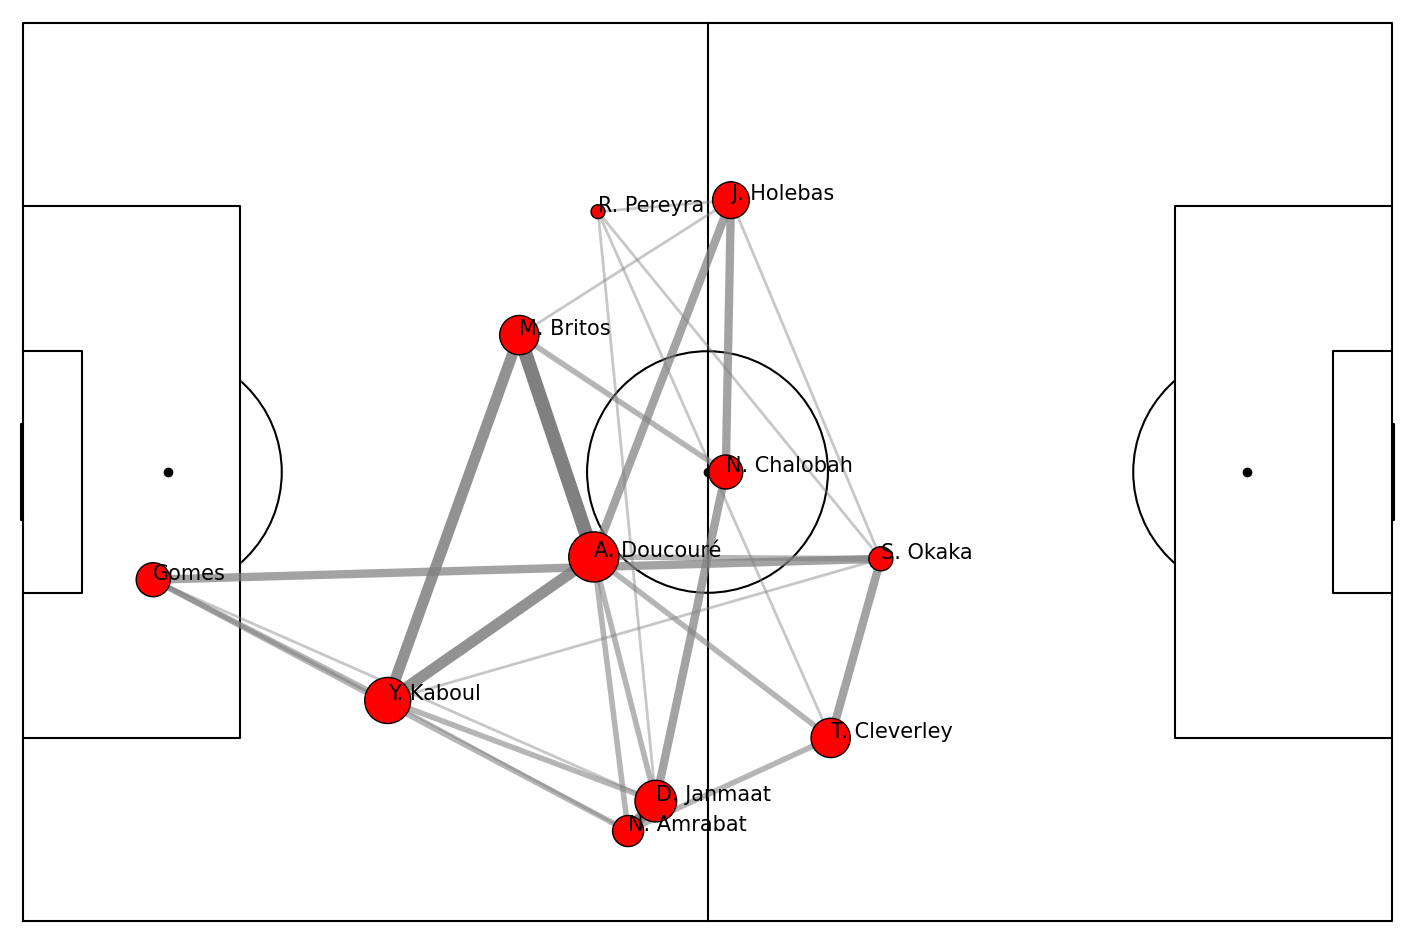 J. Holebas
R. Pereyra
M. Britos
N. Chalobah
A. Doucouré
S. Okaka
Gomes
Y. Kaboul
T. Cleverley
D. Janmaat
N. Amrabat